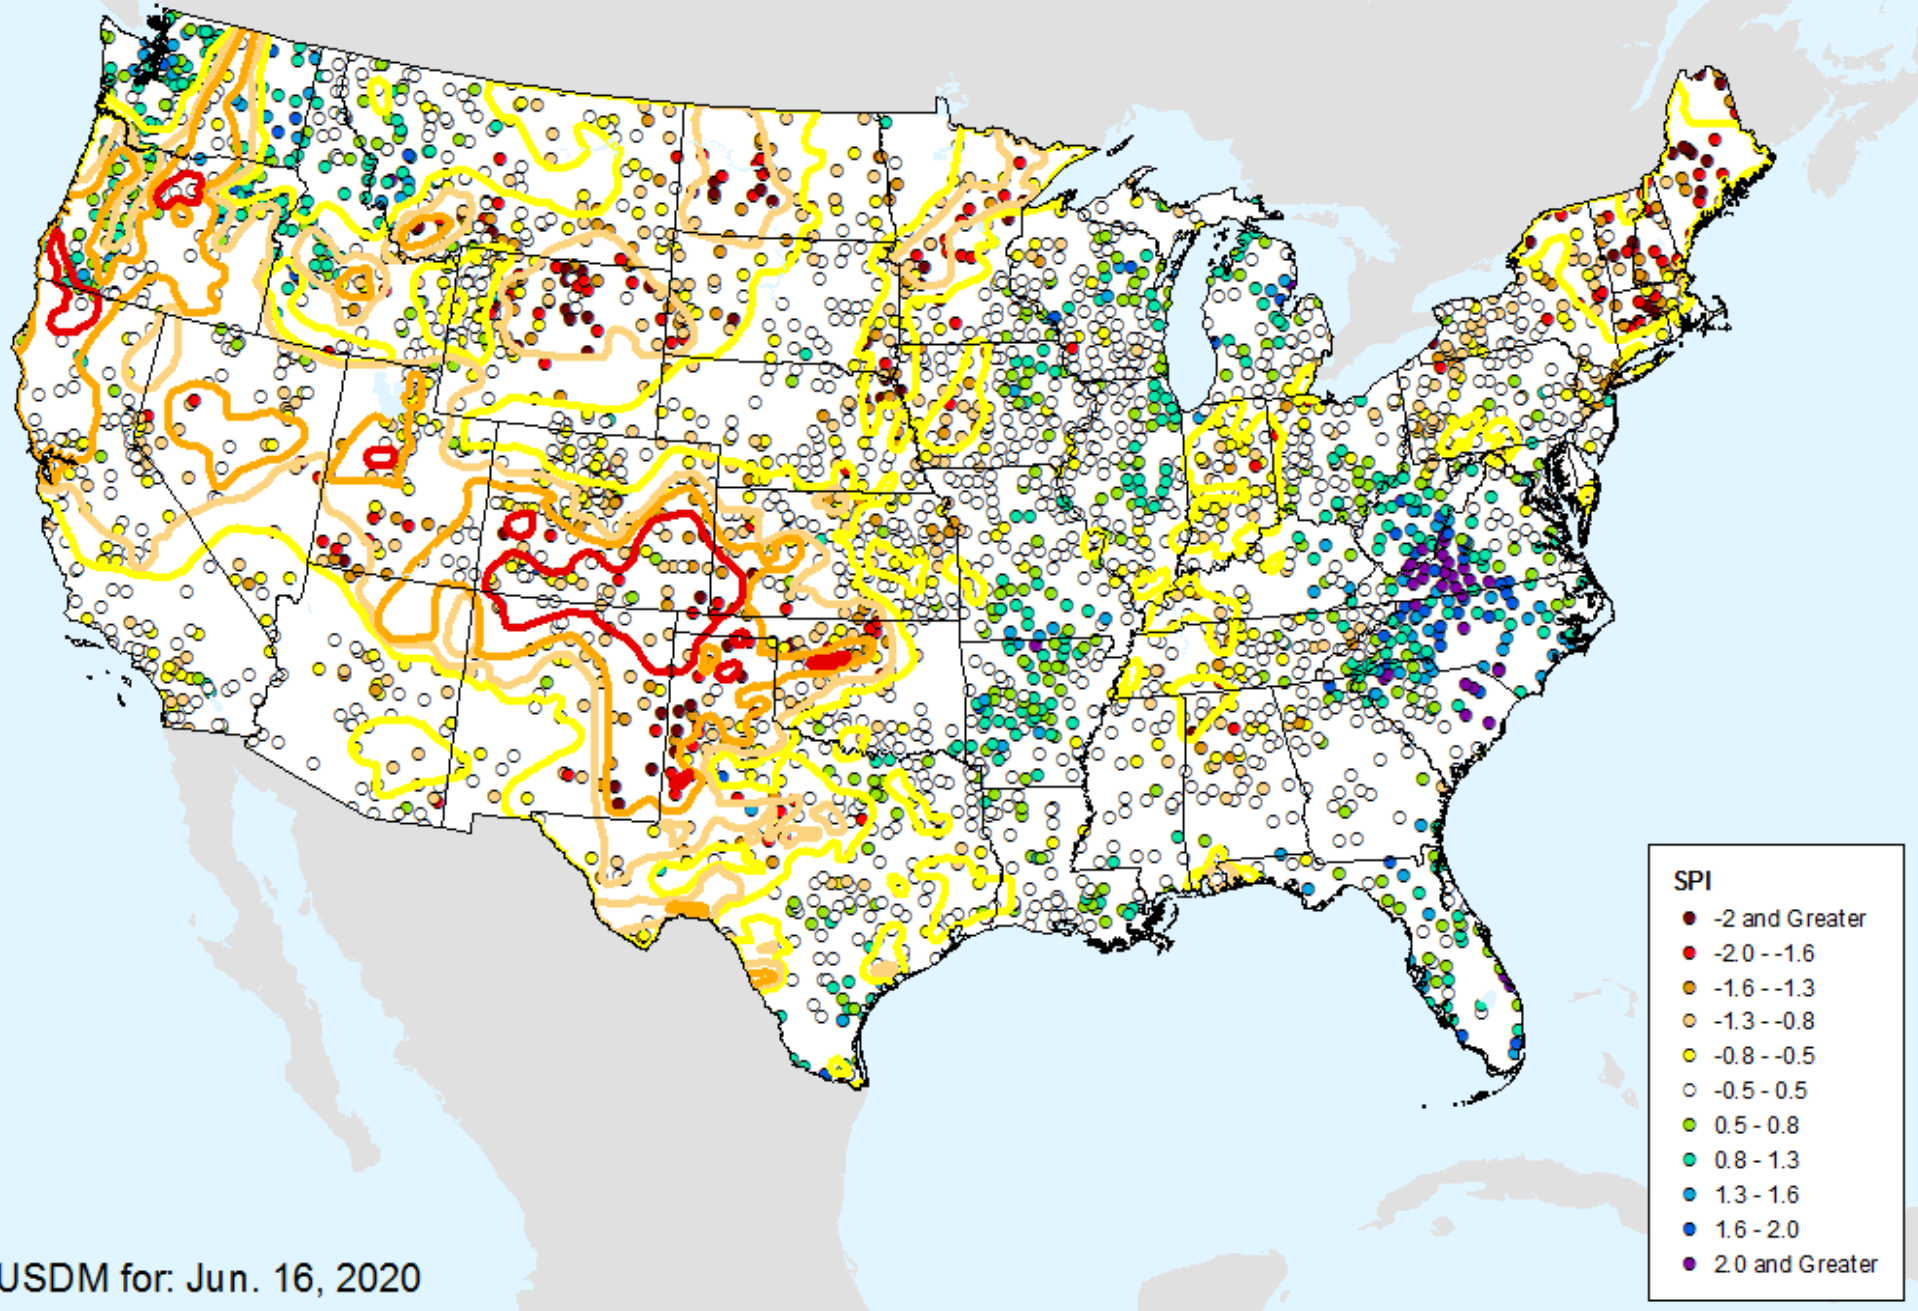 SPI
-2 and Greater
-2.0 - -1.6
-1.6 - -1.3
-1.3 - -0.8
-0.8 - -0.5
-0.5 - 0.5
0.5 - 0.8
0.8 - 1.3
1.3 - 1.6
1.6 - 2.0
2.0 and Greater
USDM for: Jun. 16, 2020